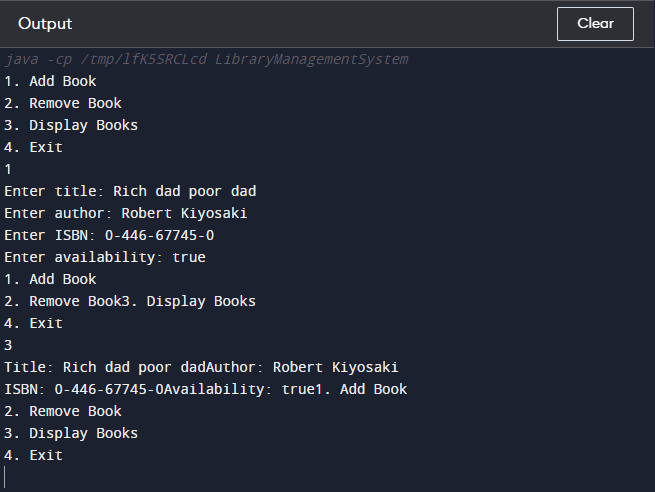 Output
Clear
java -cp /tmp/lfK5SRCLcd LibraryManagementSystem
1. Add Book
2. Remove Book
3. Display Books
4. Exit
1
Enter title: Rich dad poor dad
Enter author: Robert Kiyosaki
Enter ISBN: 0-446-67745-0
Enter availability: true
1. Add Book
2. Remove Book3. Display Books
4. Exit
3
Title: Rich dad poor dadAuthor: Robert Kiyosaki
ISBN: 0-446-67745-0Availability: true1. Add Book
2. Remove Book
3. Display Books
4. Exit